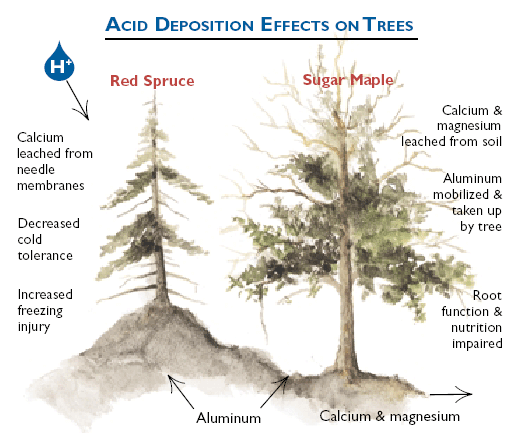 ACID DEPOSITION EFFECTS ON TREES
H+
Red Spruce
Sugar Maple
Calcium
leached from
needle
membranes
Decreased
cold
tolerance
Increased
freezing
injury
Calcium &
magnesium
leached from soil
Aluminum
mobilized &
taken up
by tree
Root
function &
nutrition
impaired
Aluminum
Calcium & magnesium